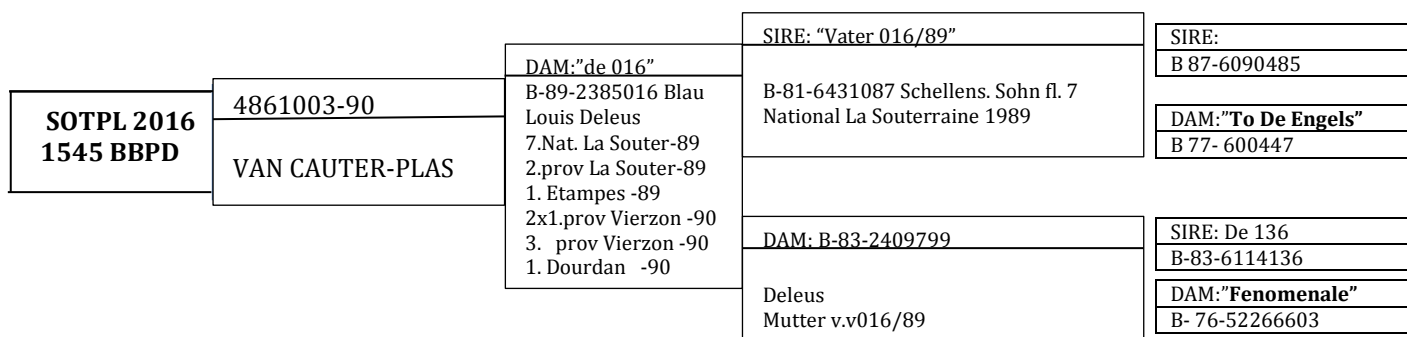 SOTPL 2016
1545 BBPD
4861003-90
VAN CAUTER-PLAS
DAM:"de 016"
B-89-2385016 Blau
Louis Deleus
7.Nat. La Souter-89
2.prov La Souter-89
1. Etampes -89
2x1.prov Vierzon -90
3. prov Vierzon -90
1. Dourdan -90
SIRE: “Vater 016/89”
B-81-6431087 Schellens. Sohn fl. 7
National La Souterraine 1989
DAM: B-83-2409799
Deleus
Mutter v.v016/89
SIRE:
B 87-6090485
DAM:"To De Engels"
B 77- 600447
SIRE: De 136
B-83-6114136
DAM:"Fenomenale"
B- 76-52266603